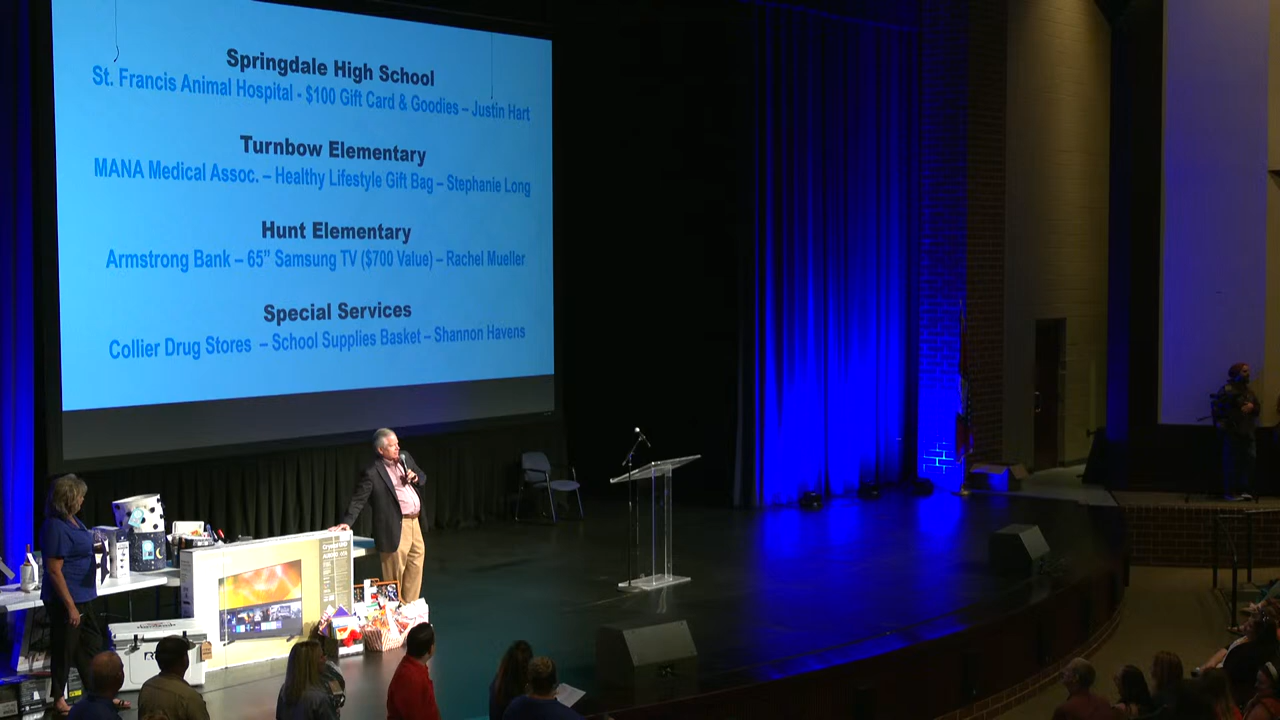 Springdale High School
St. Francis Animal Hospital - $100 Gift Card & Goodies – Justin Hart
Turnbow Elementary
MANA Medical Assoc. – Healthy Lifestyle Gift Bag – Stephanie Long
Hunt Elementary
Armstrong Bank – 65” Samsung TV ($700 Value) – Rachel Mueller
Special Services
Collier Drug Stores – School Supplies Basket – Shannon Havens